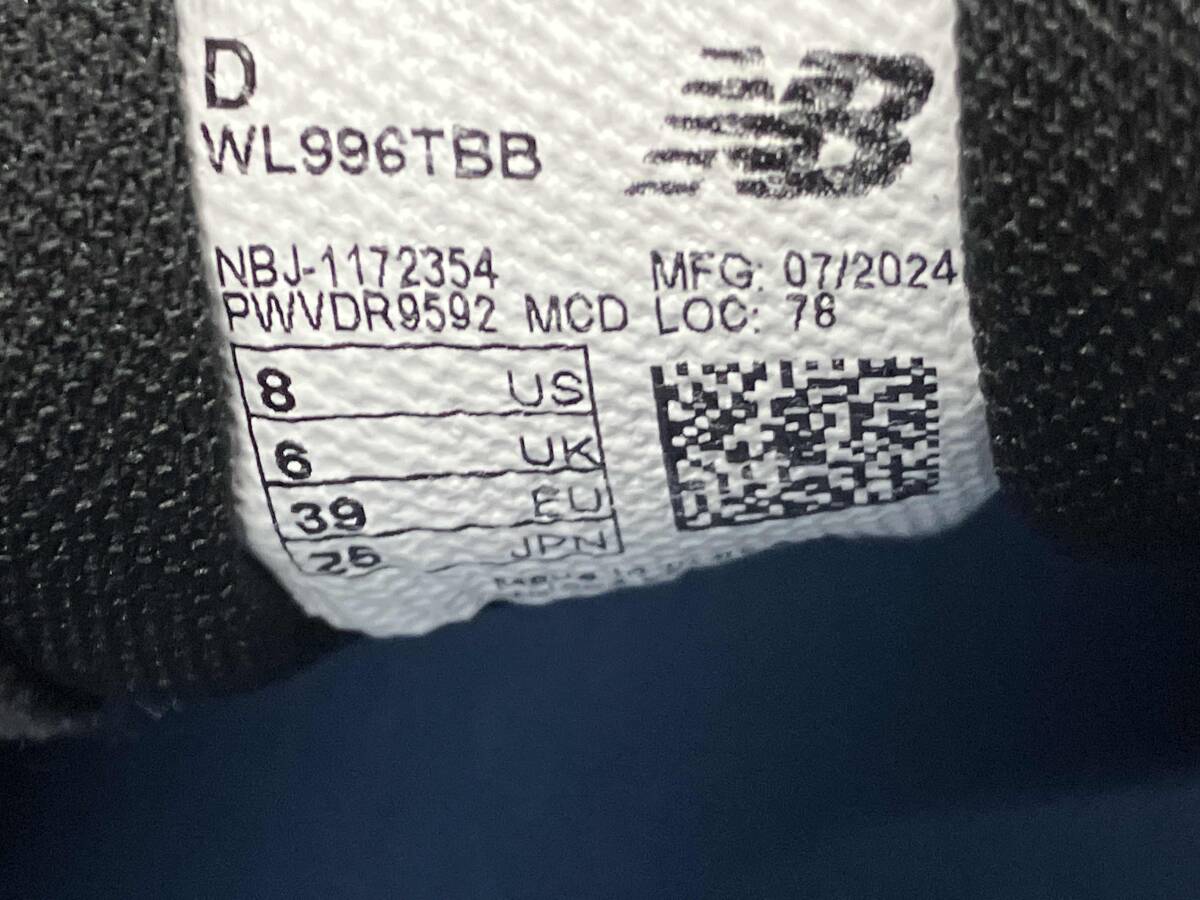 D
WL996TBB
NBJ-1172354 MFG: 07/2024
PWVDR9592 MCD LOC: 78
8 US
6 UK
39 EU
25 JPN